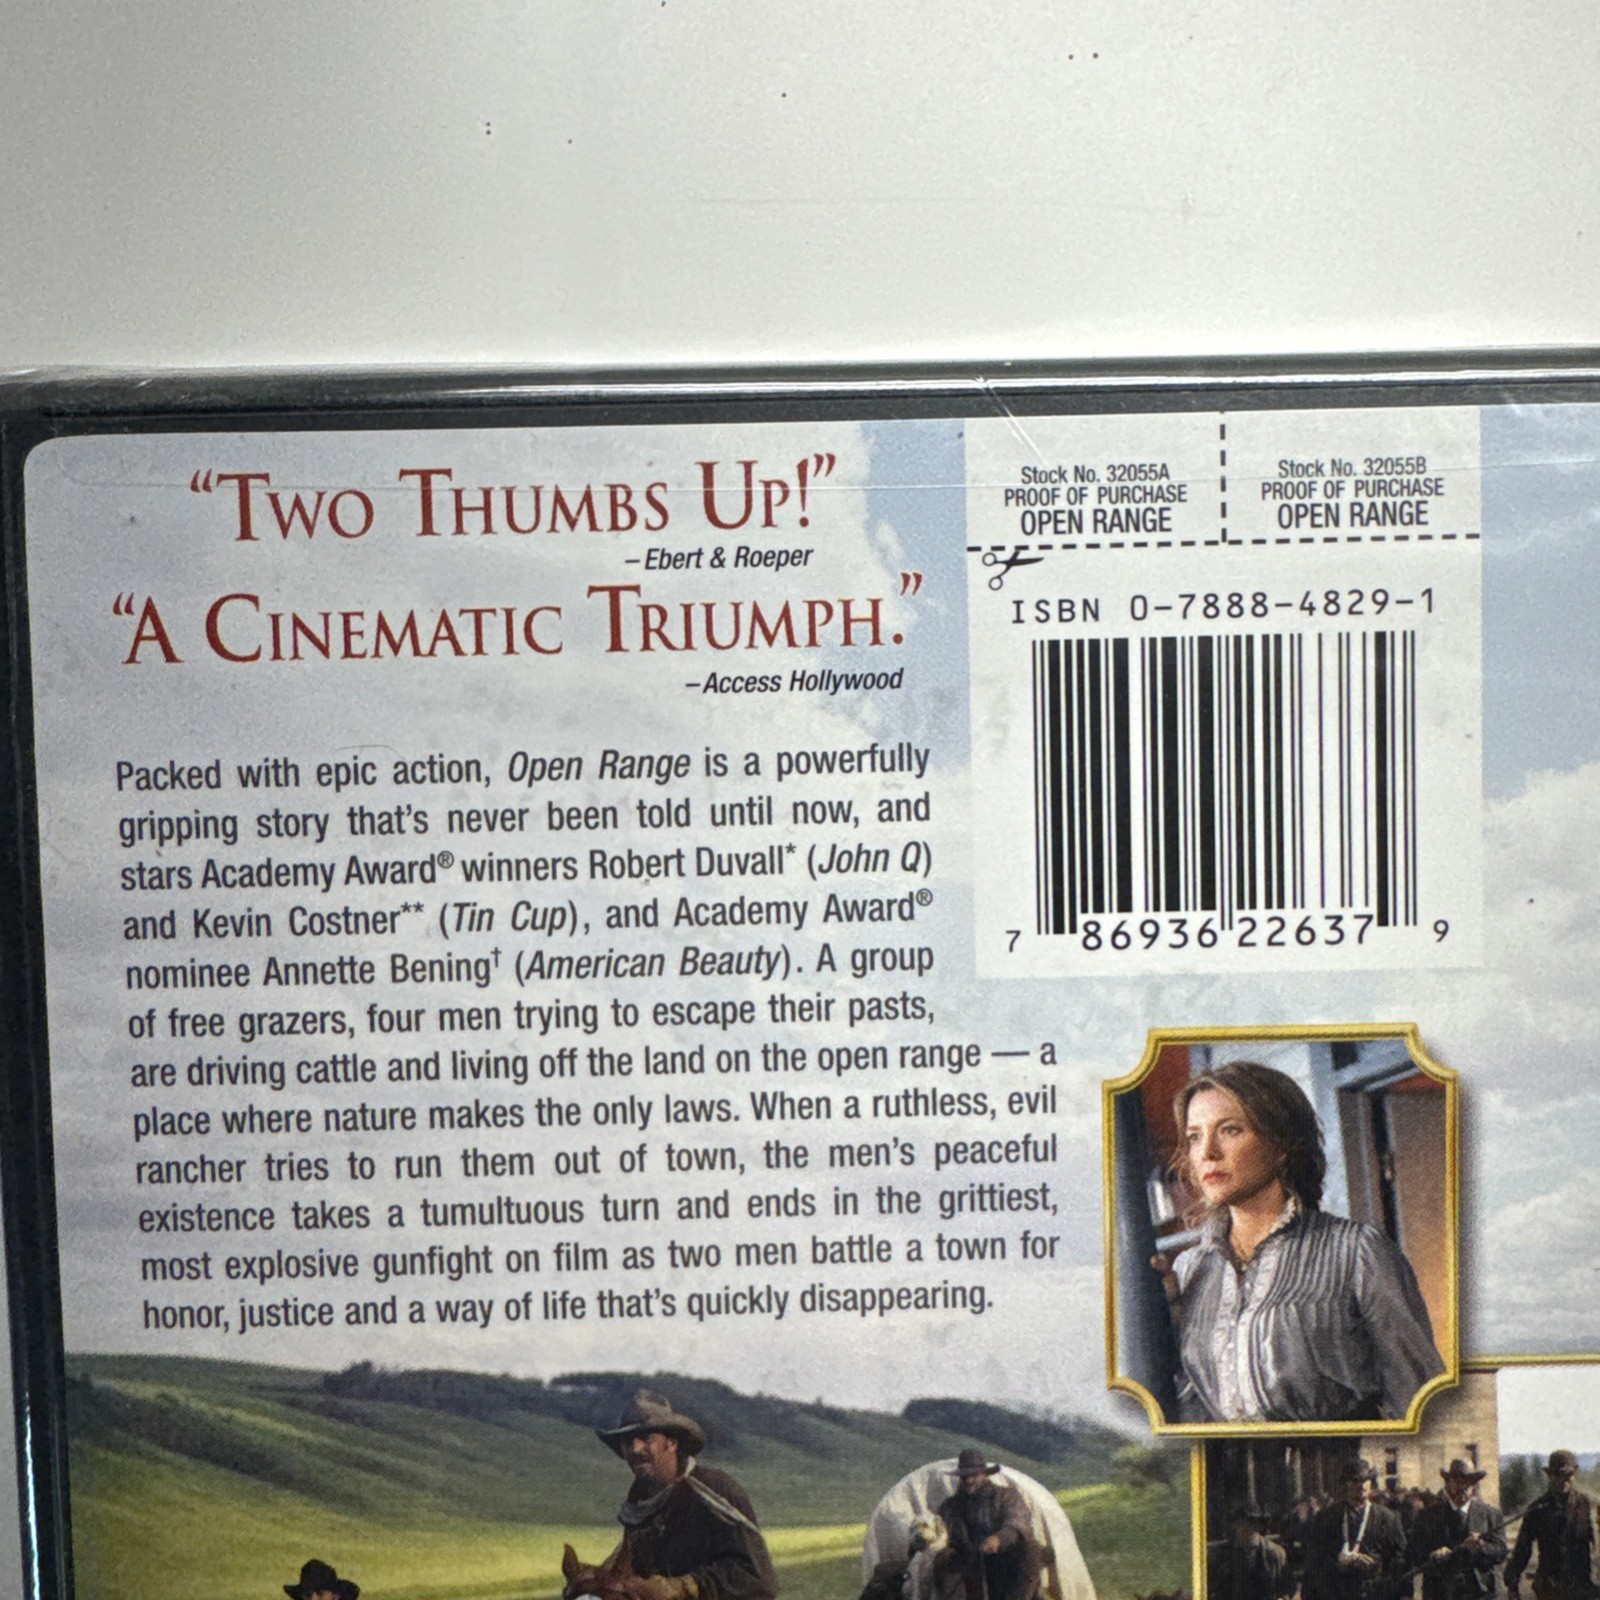 “TWO THUMBS UP!”
–Ebert & Roeper
“A CINEMATIC TRIUMPH.”
–Access Hollywood
Packed with epic action, Open Range is a powerfully
gripping story that's never been told until now, and
stars Academy Award® winners Robert Duvall* (John Q)
and Kevin Costner** (Tin Cup), and Academy Award®
nominee Annette Bening† (American Beauty). A group
of free grazers, four men trying to escape their pasts,
are driving cattle and living off the land on the open range — a
place where nature makes the only laws. When a ruthless, evil
rancher tries to run them out of town, the men's peaceful
existence takes a tumultuous turn and ends in the grittiest,
most explosive gunfight on film as two men battle a town for
honor, justice and a way of life that's quickly disappearing.
Stock No. 32055A
PROOF OF PURCHASE
OPEN RANGE
Stock No. 32055B
PROOF OF PURCHASE
OPEN RANGE
ISBN 0-7888-4829-1
7 86936 22637 9